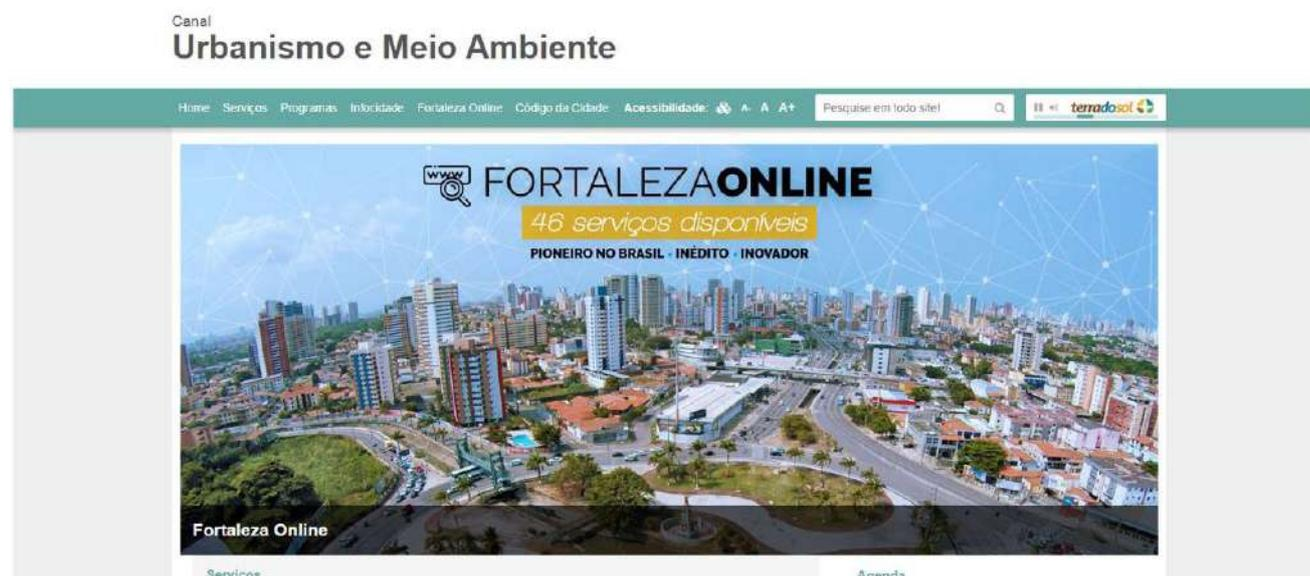 Canal
Urbanismo e Meio Ambiente
Home Serviços Programas Infocidade Fortaleza Online Código da Cidade Acessibilidade: A- A A+ Pesquise em todo site! terradosol
www FORTALEZAONLINE
46 serviços disponíveis
PIONEIRO NO BRASIL - INÉDITO - INOVADOR
Fortaleza Online
Serviços Agenda